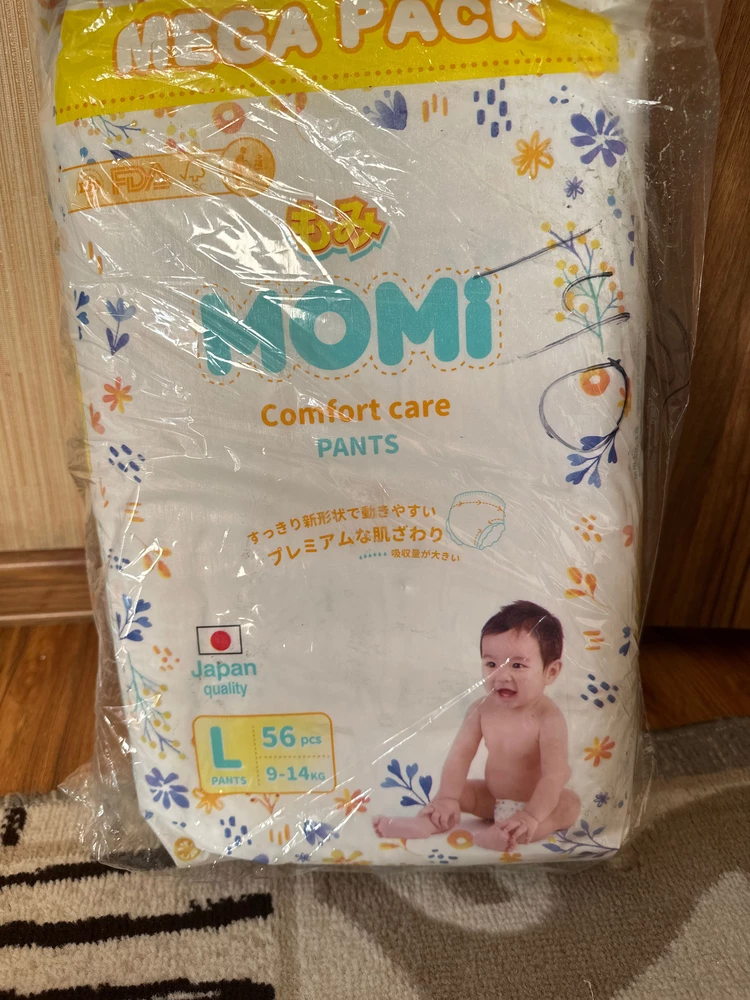 MEGA PACK
FDA
もみ
MOMi
Comfort care
PANTS
すっきり新形状で動きやすい
プレミアムな肌ざわり
吸収量が大きい
Japan
quality
L
PANTS
56 pcs
9-14KG